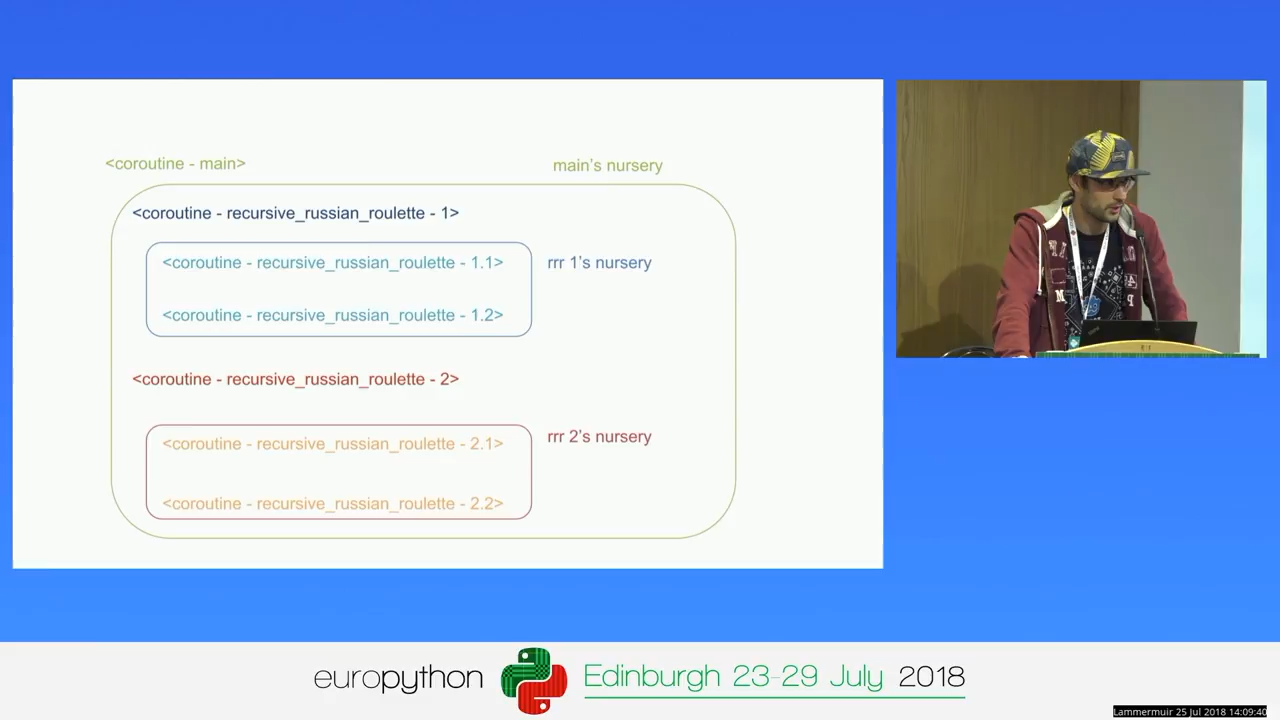 <coroutine - main>
main's nursery
<coroutine - recursive_russian_roulette - 1>
<coroutine - recursive_russian_roulette - 1.1>
rrr 1's nursery
<coroutine - recursive_russian_roulette - 1.2>
<coroutine - recursive_russian_roulette - 2>
rrr 2's nursery
<coroutine - recursive_russian_roulette - 2.1>
<coroutine - recursive_russian_roulette - 2.2>
europython
Edinburgh 23-29 July 2018
Lammermuir 25 Jul 2018 14:09:40